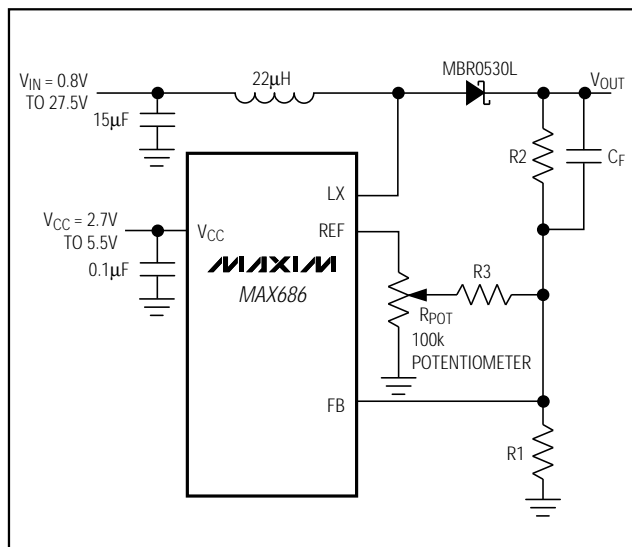 V_IN = 0.8V
TO 27.5V
22µH
MBR0530L
V_OUT
15µF
R2
C_F
LX
V_CC = 2.7V
TO 5.5V
V_CC
REF
0.1µF
MAXIM
MAX686
R3
R_POT
100k
POTENTIOMETER
FB
R1